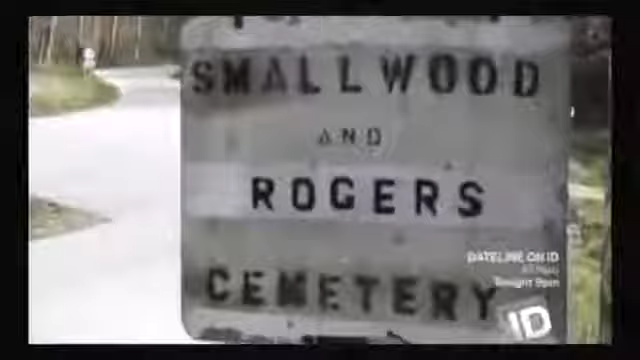 SMALLWOOD
AND
ROGERS
CEMETERY
DATELINE ON ID
Tonight 9pm
ID